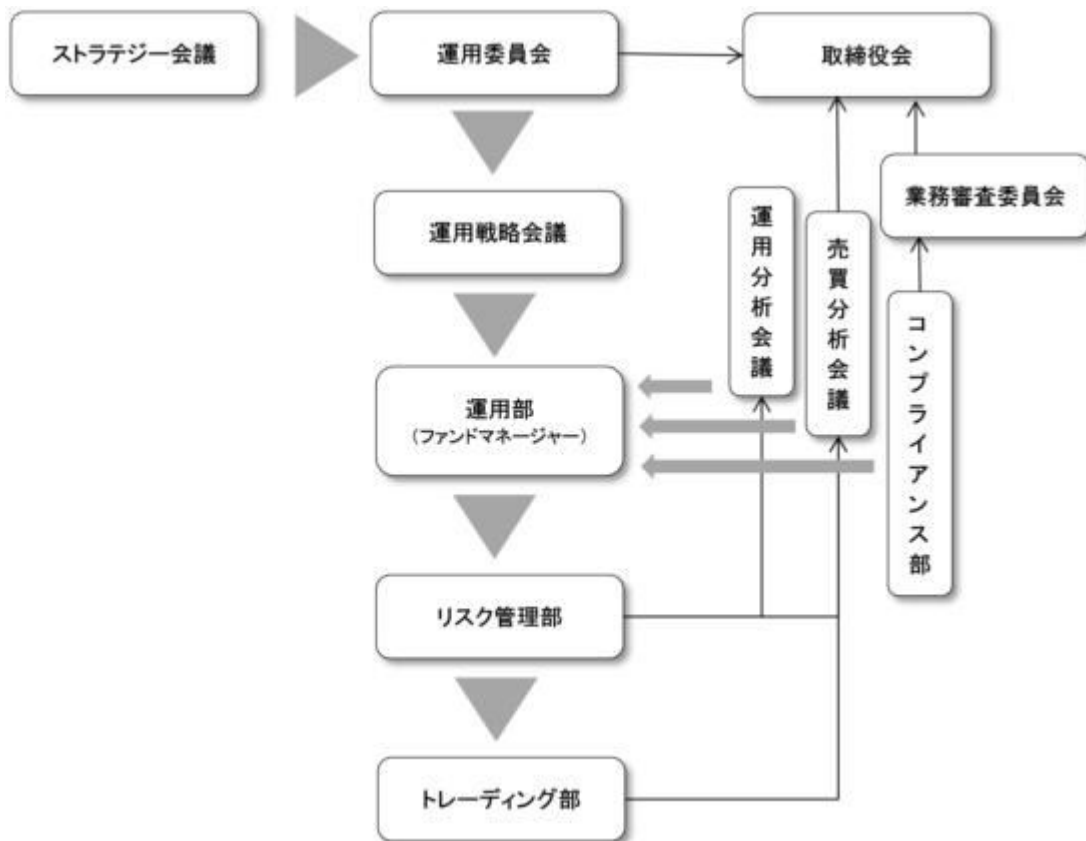 ストラテジー会議
運用委員会
取締役会
業務審査委員会
運用戦略会議
運用分析会議
売買分析会議
コンプライアンス部
運用部
(ファンドマネージャー)
リスク管理部
トレーディング部